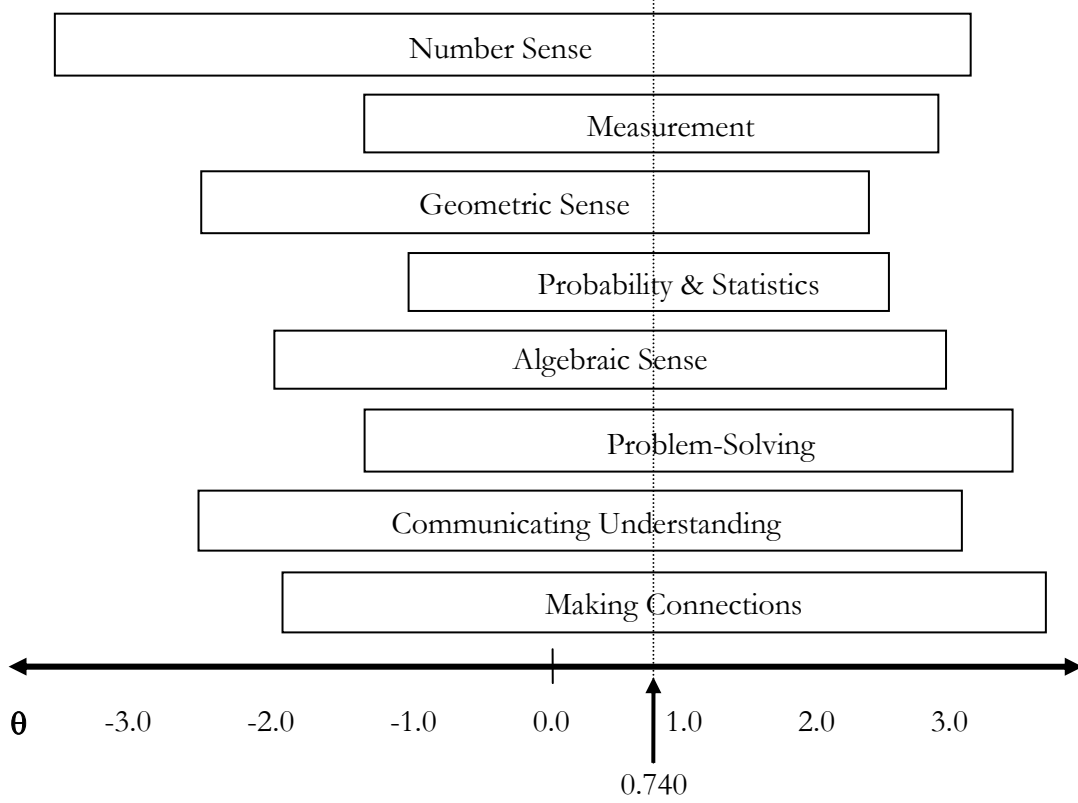 Number Sense
Measurement
Geometric Sense
Probability & Statistics
Algebraic Sense
Problem-Solving
Communicating Understanding
Making Connections
θ -3.0 -2.0 -1.0 0.0 1.0 2.0 3.0
0.740